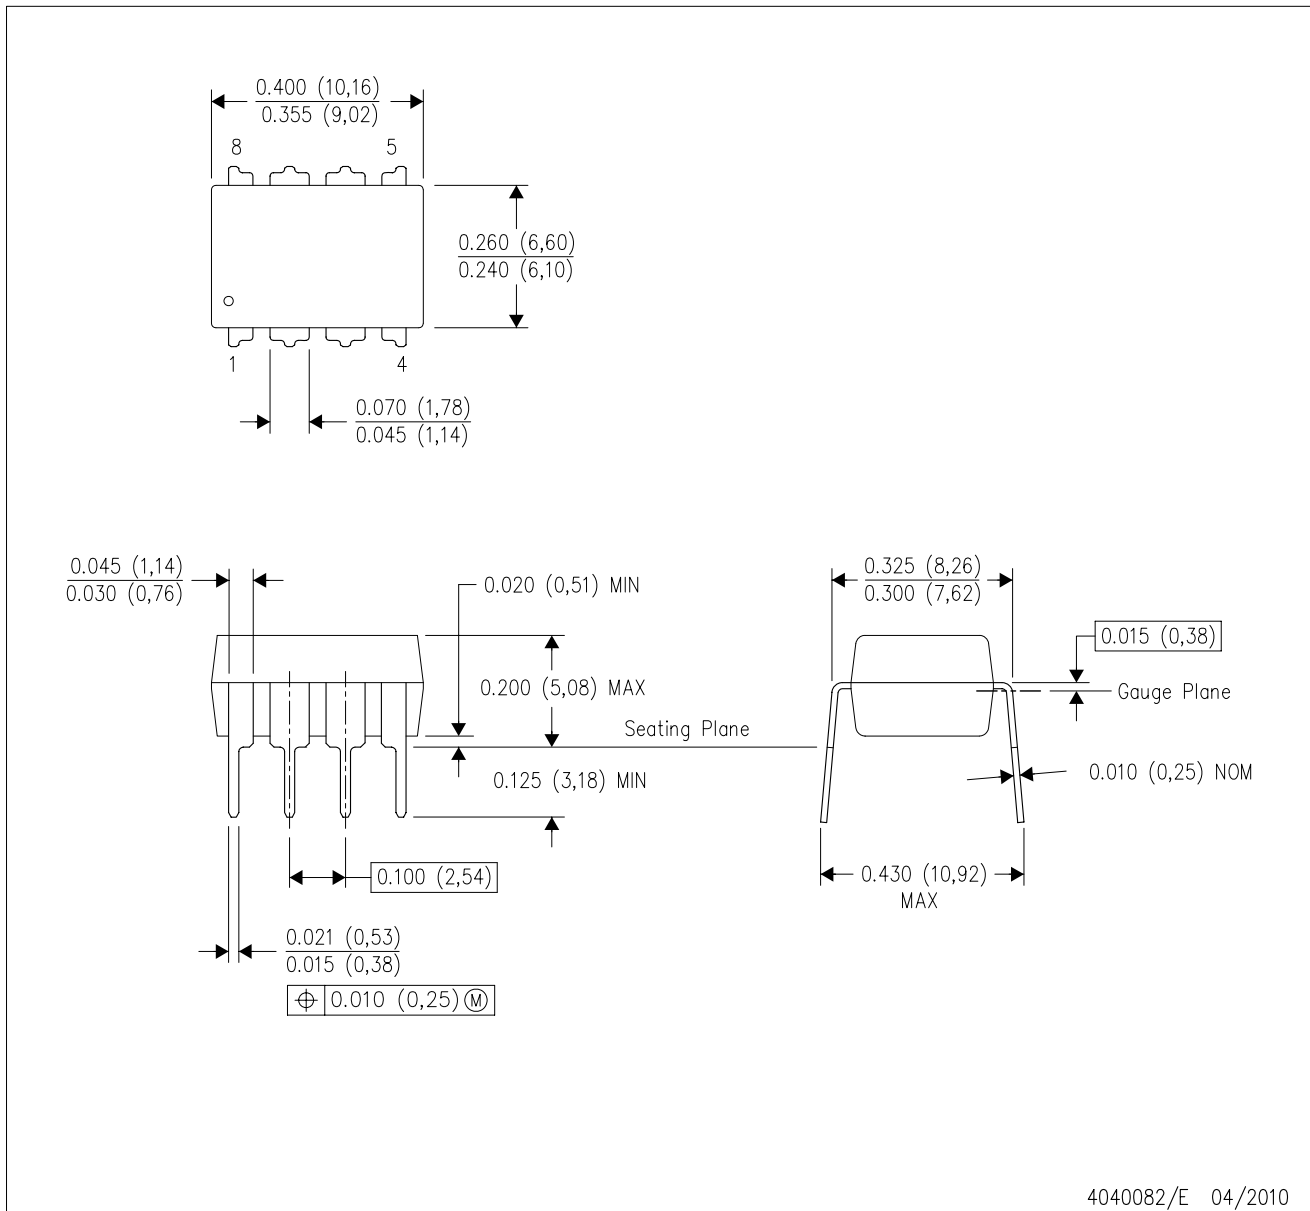 0.400 (10,16)
0.355 (9,02)
8
5
0.260 (6,60)
0.240 (6,10)
1
4
0.070 (1,78)
0.045 (1,14)
0.045 (1,14)
0.030 (0,76)
0.020 (0,51) MIN
0.325 (8,26)
0.300 (7,62)
0.015 (0,38)
0.200 (5,08) MAX
Gauge Plane
Seating Plane
0.125 (3,18) MIN
0.010 (0,25) NOM
0.100 (2,54)
0.430 (10,92)
MAX
0.021 (0,53)
0.015 (0,38)
⌖ 0.010 (0,25) Ⓜ
4040082/E 04/2010